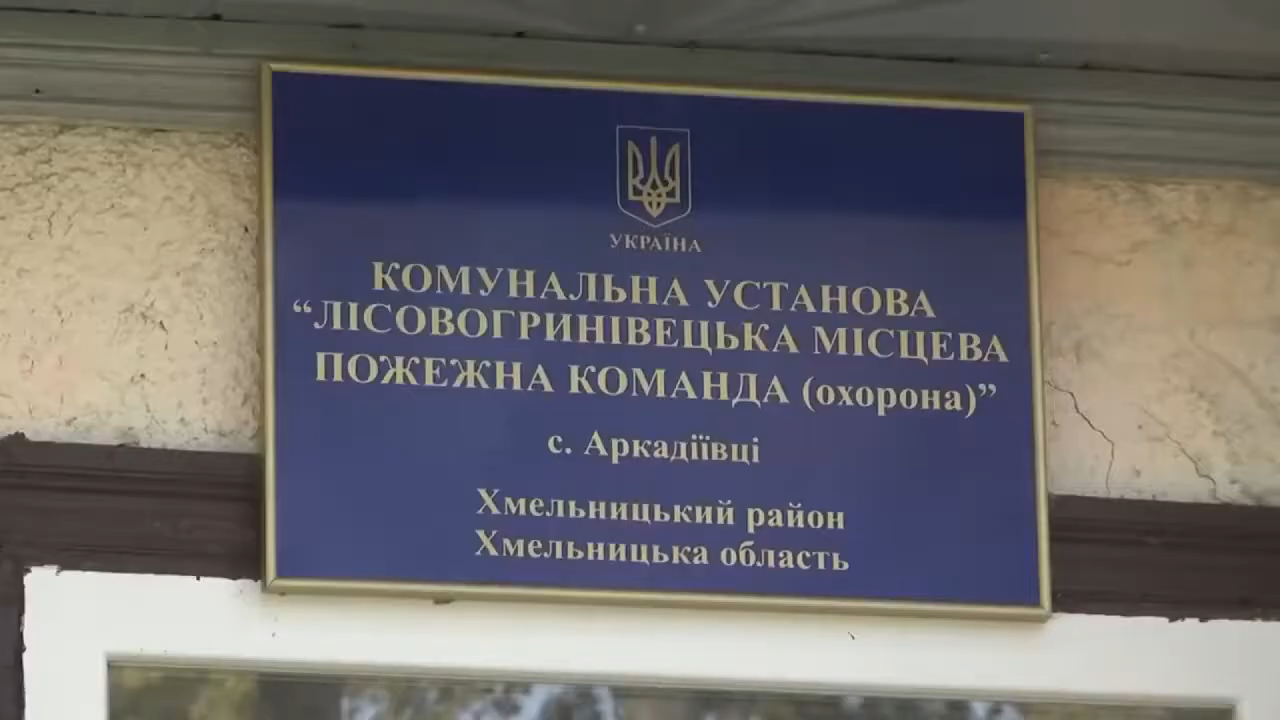 УКРАЇНА
КОМУНАЛЬНА УСТАНОВА
“ЛІСОВОГРИНІВЕЦЬКА МІСЦЕВА
ПОЖЕЖНА КОМАНДА (охорона)”
с. Аркадіївці
Хмельницький район
Хмельницька область